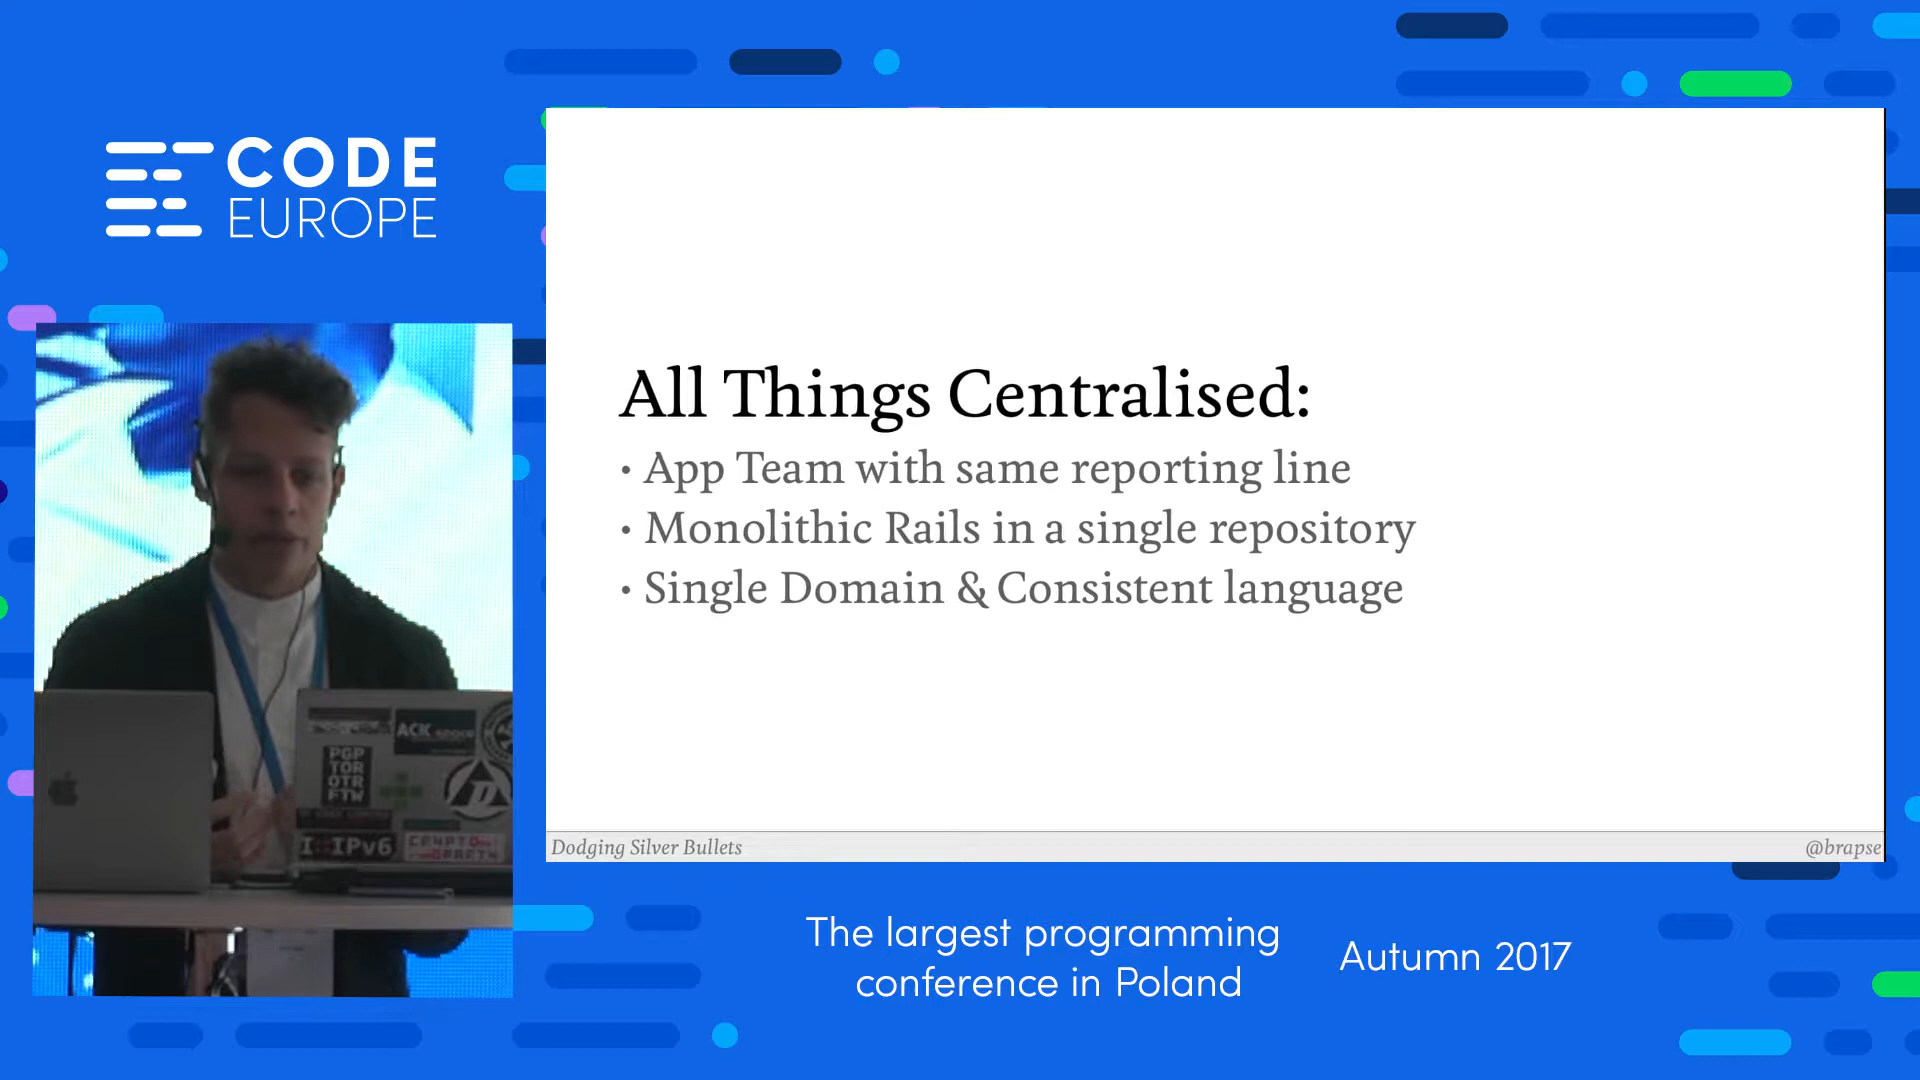 CODE
EUROPE
All Things Centralised:
• App Team with same reporting line
• Monolithic Rails in a single repository
• Single Domain & Consistent language
Dodging Silver Bullets
@brapse
ACK space
PGP
TOR
OTR
FTW
IPv6
The largest programming
conference in Poland
Autumn 2017